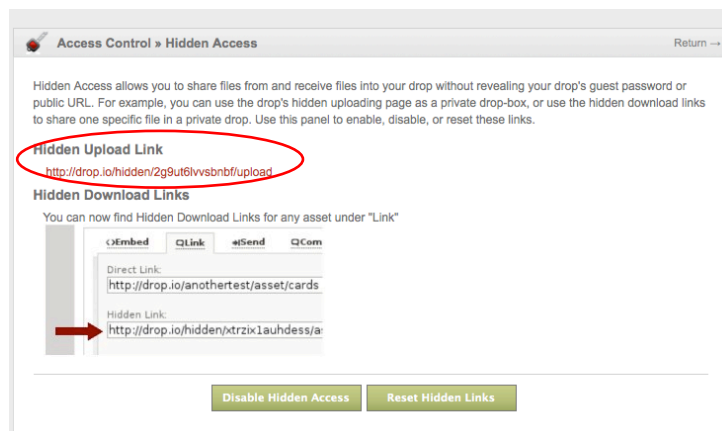 Access Control » Hidden Access
Return →
Hidden Access allows you to share files from and receive files into your drop without revealing your drop's guest password or
public URL. For example, you can use the drop's hidden uploading page as a private drop-box, or use the hidden download links
to share one specific file in a private drop. Use this panel to enable, disable, or reset these links.
Hidden Upload Link
http://drop.io/hidden/2g9ut6lvvsbnbf/upload
Hidden Download Links
You can now find Hidden Download Links for any asset under "Link"
Embed Link Send Com
Direct Link:
http://drop.io/anothertest/asset/cards
Hidden Link:
http://drop.io/hidden/xtrzix1auhdess/a
Disable Hidden Access Reset Hidden Links